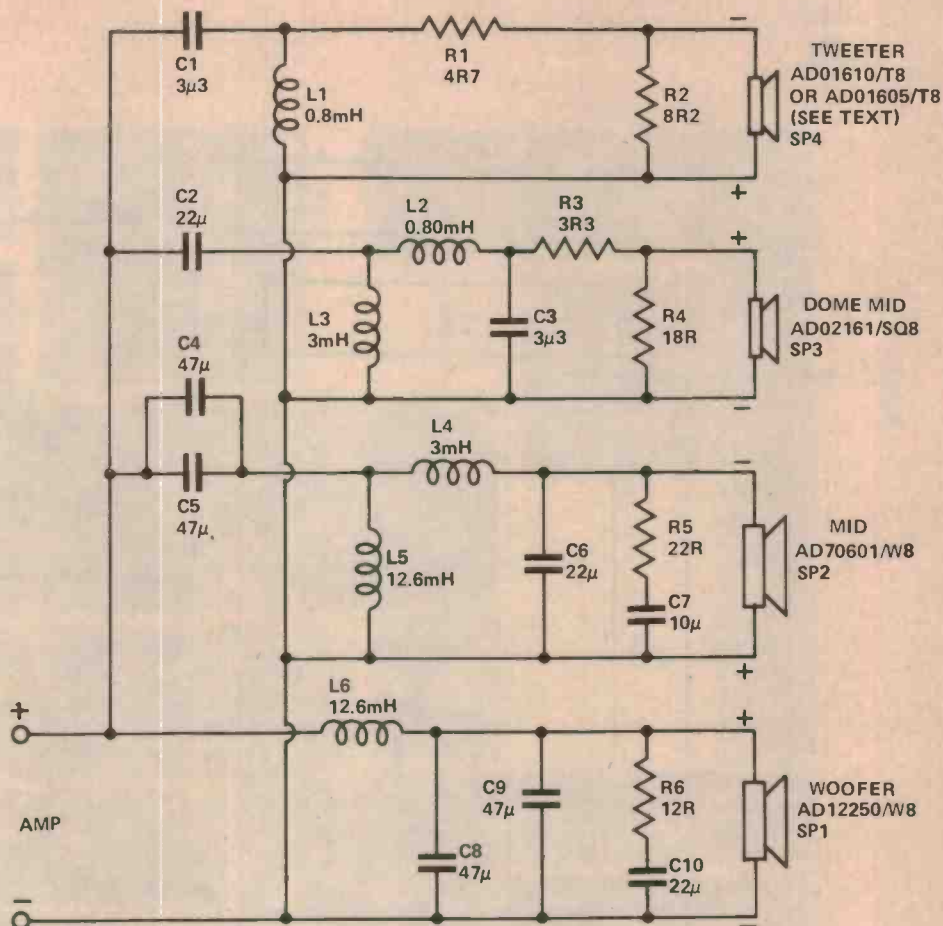 C1
3μ3
L1
0.8mH
R1
4R7
R2
8R2
−
TWEETER
AD01610/T8
OR AD01605/T8
(SEE TEXT)
SP4
+
C2
22μ
L2
0.80mH
R3
3R3
+
L3
3mH
C3
3μ3
R4
18R
DOME MID
AD02161/SQ8
SP3
−
C4
47μ
C5
47μ
L4
3mH
−
L5
12.6mH
C6
22μ
R5
22R
C7
10μ
MID
AD70601/W8
SP2
+
+
L6
12.6mH
+
AMP
C8
47μ
C9
47μ
R6
12R
C10
22μ
WOOFER
AD12250/W8
SP1
−
−